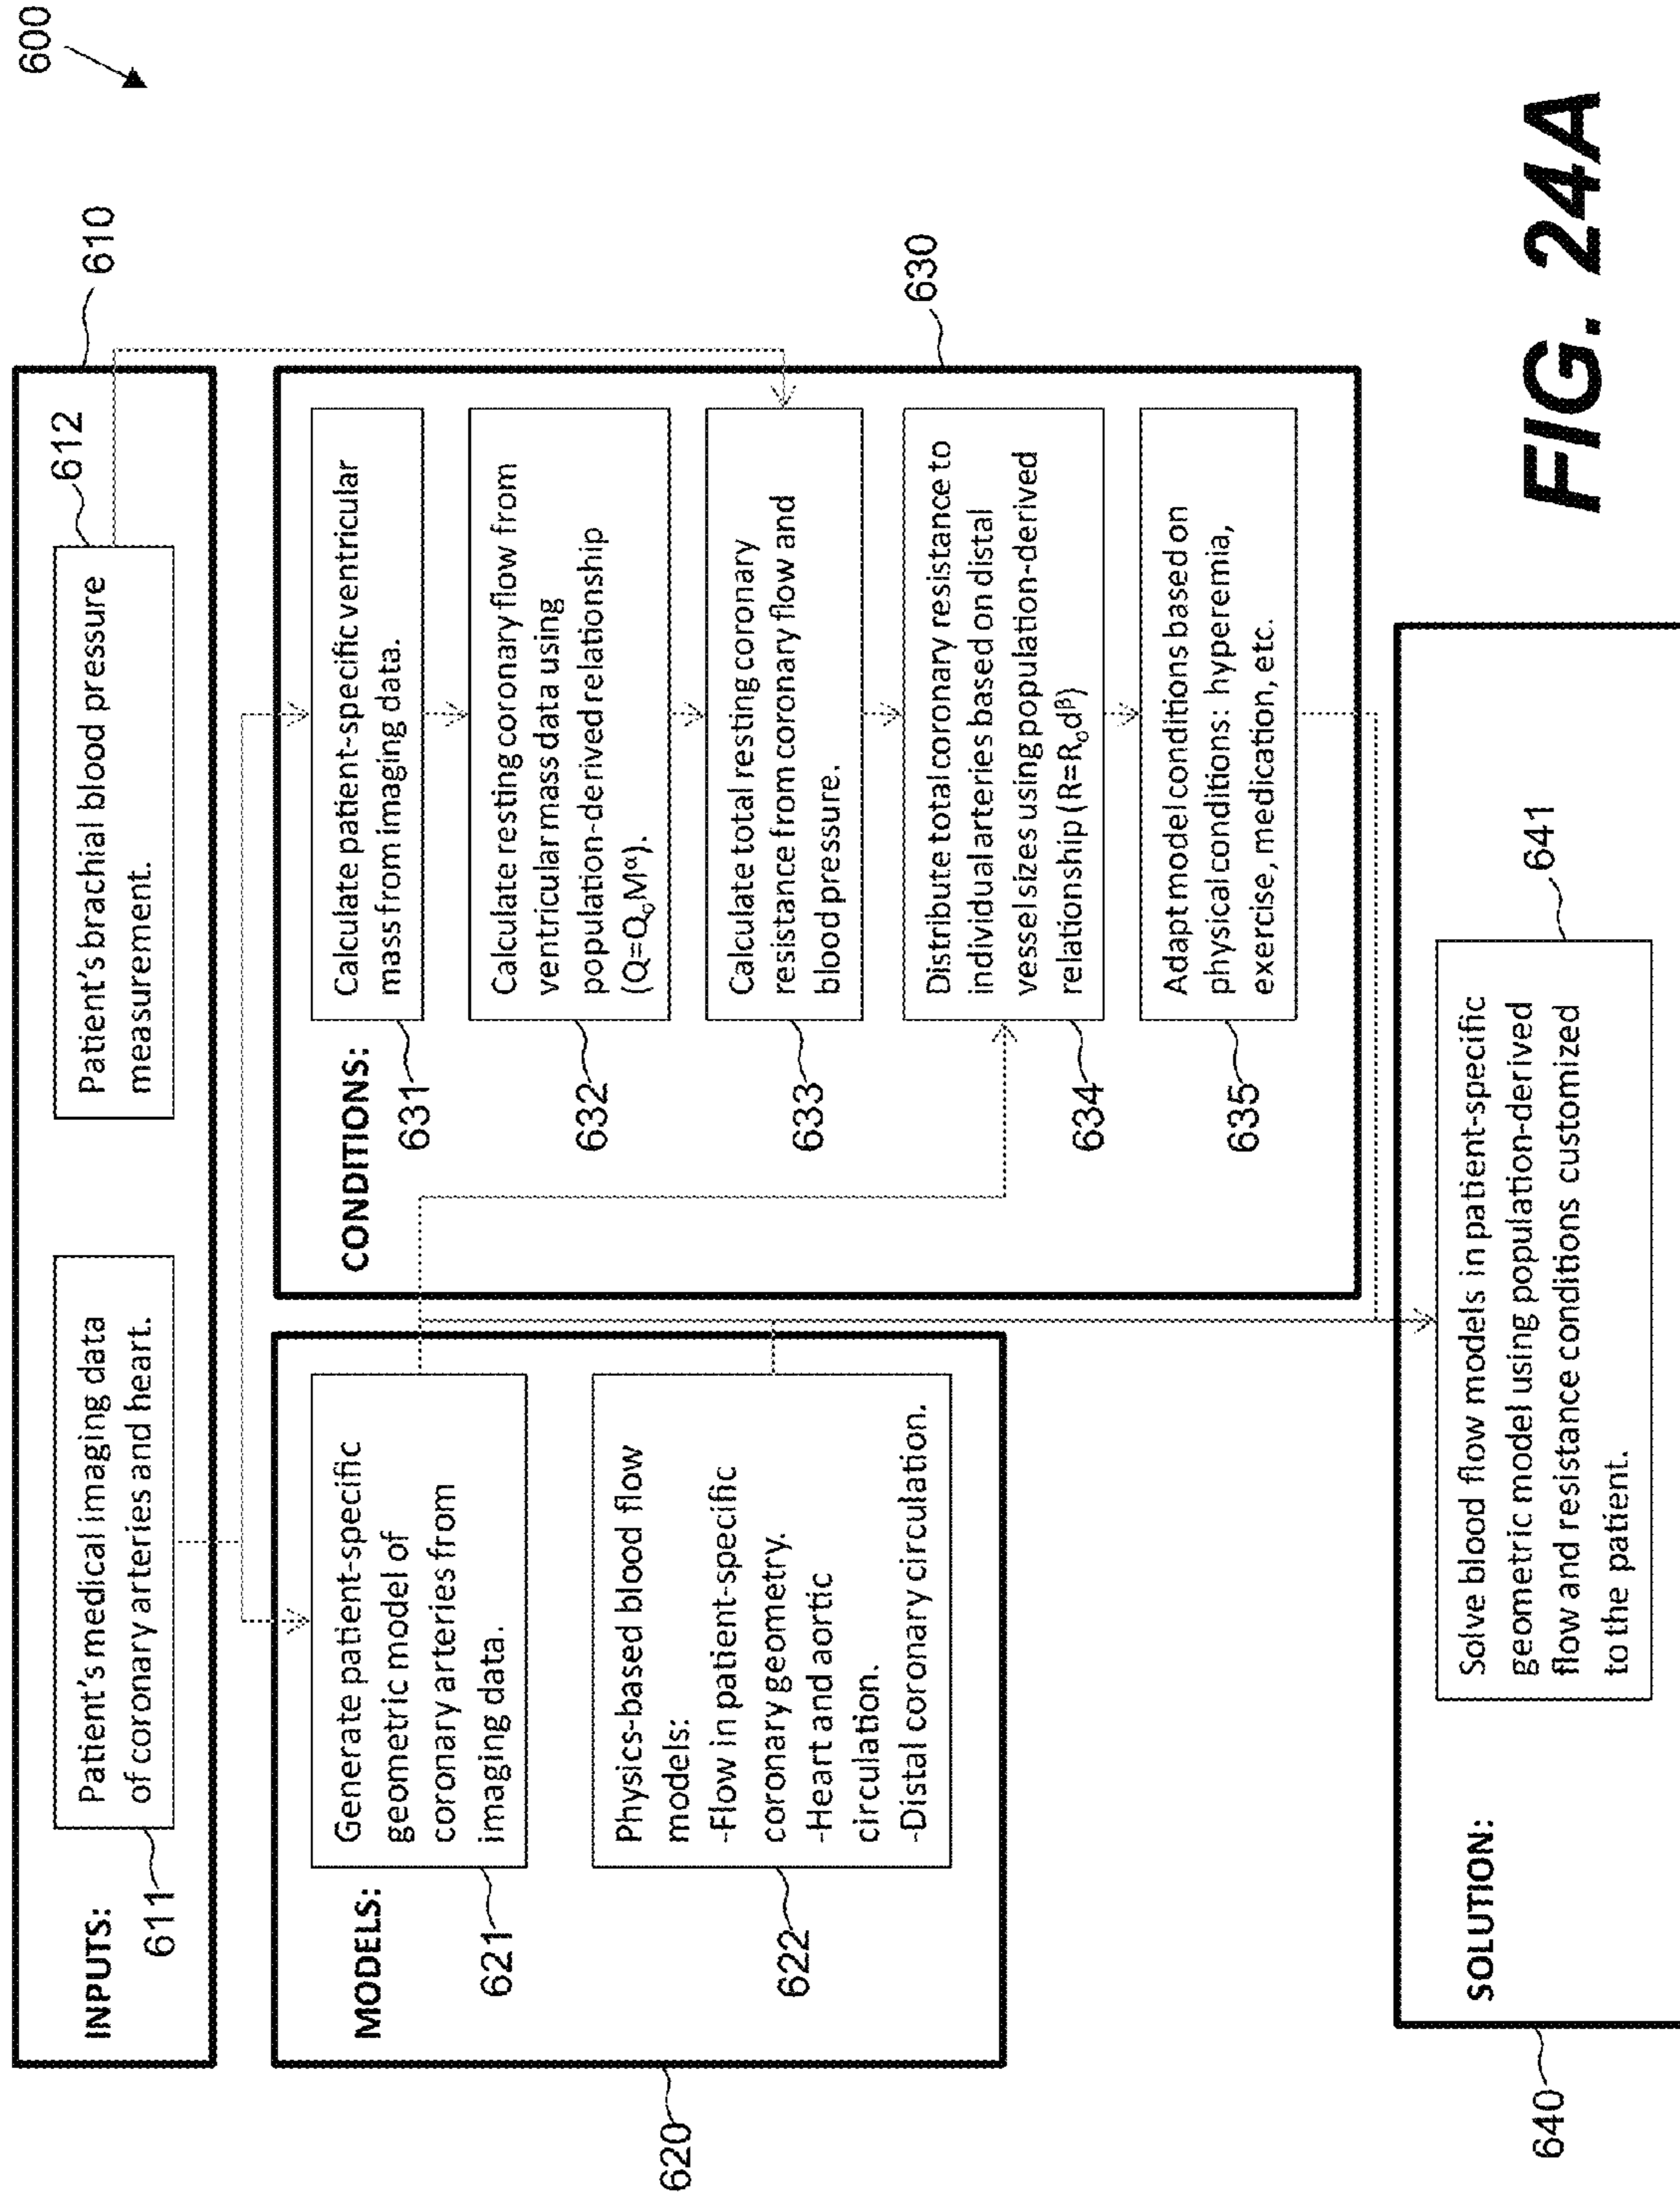 600
610
INPUTS:
611
Patient's medical imaging data
of coronary arteries and heart.
612
Patient's brachial blood pressure
measurement.
620
MODELS:
621
Generate patient-specific
geometric model of
coronary arteries from
imaging data.
622
Physics-based blood flow
models:
-Flow in patient-specific
coronary geometry.
-Heart and aortic
circulation.
-Distal coronary circulation.
630
CONDITIONS:
631
Calculate patient-specific ventricular
mass from imaging data.
632
Calculate resting coronary flow from
ventricular mass data using
population-derived relationship
(Q=QₒMᵅ).
633
Calculate total resting coronary
resistance from coronary flow and
blood pressure.
634
Distribute total coronary resistance to
individual arteries based on distal
vessel sizes using population-derived
relationship (R=Rₒdᵝ)
635
Adapt model conditions based on
physical conditions: hyperemia,
exercise, medication, etc.
640
SOLUTION:
641
Solve blood flow models in patient-specific
geometric model using population-derived
flow and resistance conditions customized
to the patient.
FIG. 24A